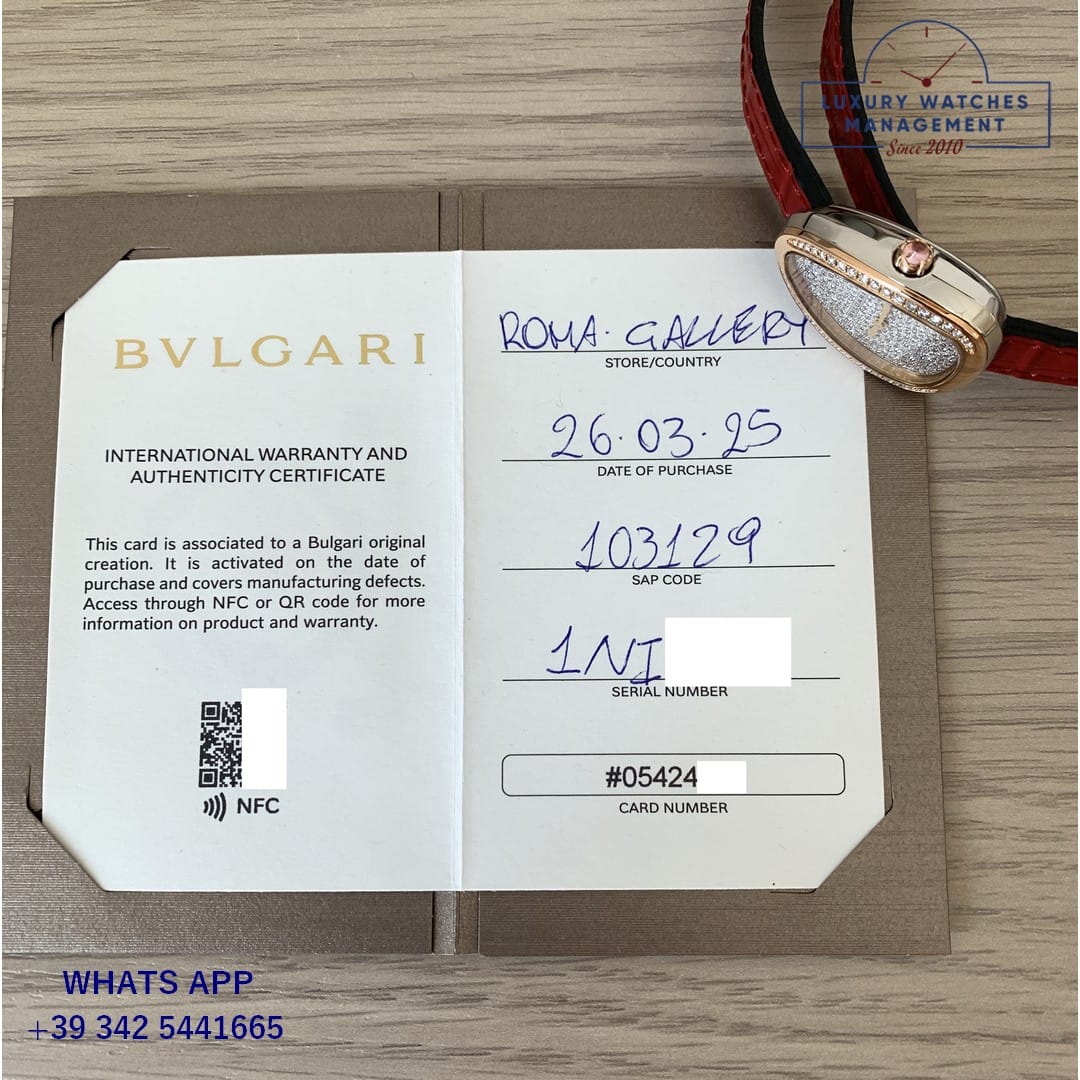 LUXURY WATCHES
MANAGEMENT
Since 2010
BVLGARI
INTERNATIONAL WARRANTY AND
AUTHENTICITY CERTIFICATE
This card is associated to a Bulgari original
creation. It is activated on the date of
purchase and covers manufacturing defects.
Access through NFC or QR code for more
information on product and warranty.
NFC
ROMA · GALLERY
STORE/COUNTRY
26·03·25
DATE OF PURCHASE
103129
SAP CODE
1NI
SERIAL NUMBER
#05424
CARD NUMBER
WHATS APP
+39 342 5441665